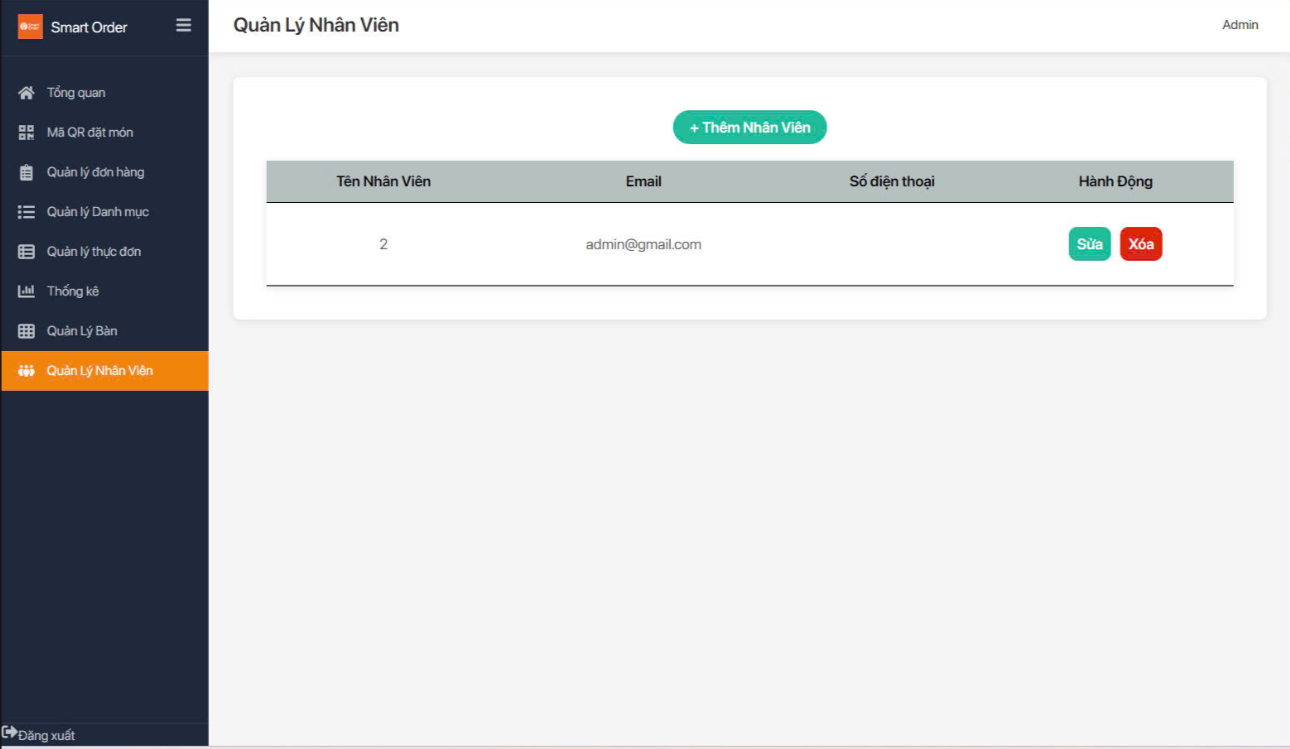 Smart Order
Quản Lý Nhân Viên
Admin
Tổng quan
Mã QR đặt món
Quản lý đơn hàng
Quản lý Danh mục
Quản lý thực đơn
Thống kê
Quản Lý Bàn
Quản Lý Nhân Viên
Đăng xuất
+ Thêm Nhân Viên
Tên Nhân Viên Email Số điện thoại Hành Động
2 admin@gmail.com Sửa Xóa